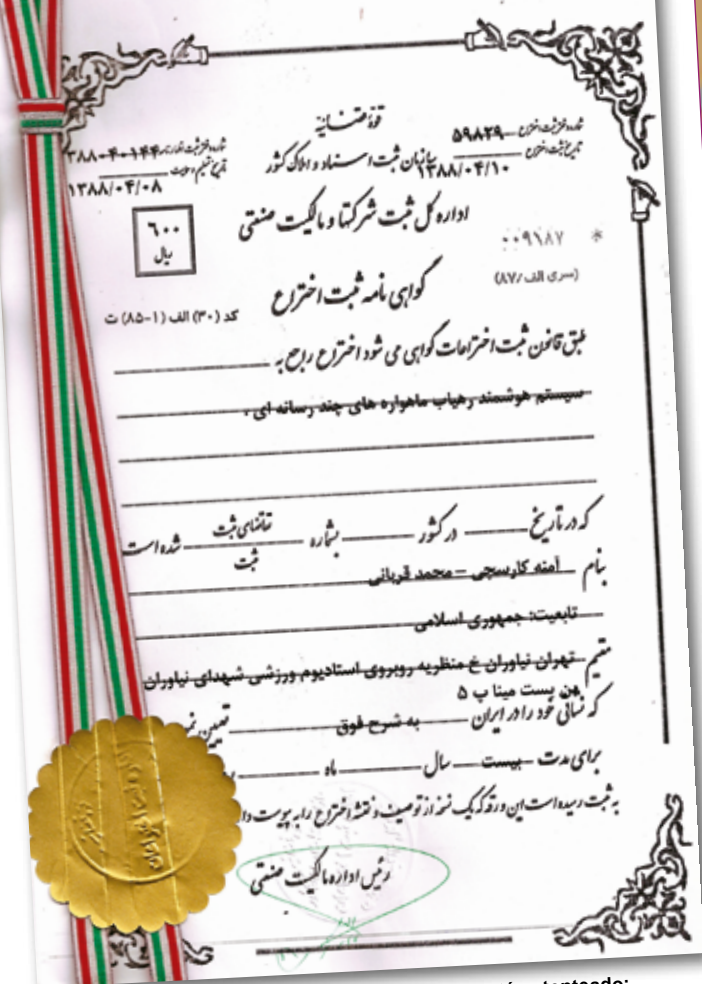 قوهٔ قضائیه
شماره دفتر ثبت اختراع ۵۹۸۲۹
تاریخ ثبت اختراع ۱۳۸۸/۰۴/۱۰
سازمان ثبت اسناد و املاک کشور
۳۸۸۰۴۰۱۴۴
۱۳۸۸/۰۴/۰۸
اداره کل ثبت شرکتها و مالکیت صنعتی
۶۰۰
ریال
۰۰۹۱۸۷ *
(سری الف/۸۷)
گواهی نامه ثبت اختراع
کد (۳۰) الف (۱-۸۵) ت
طبق قانون ثبت اختراعات گواهی می شود اختراع راجع به
سیستم هوشمند رهیاب ماهواره های چند رسانه ای .
که در تاریخ در کشور بشماره تقاضای ثبت
ثبت شده است
بنام آمنه کارسچی – محمد قربانی
تابعیت: جمهوری اسلامی
مقیم تهران نیاوران خ منظریه روبروی استادیوم ورزشی شهدای نیاوران
بن بست مینا پ ۵
که نشانی خود را در ایران به شرح فوق تعیین
برای مدت بیست سال ماه
به ثبت رسیده است این ورقه که یک نسخه از توصیف و نقشه اختراع را به پیوست
رئیس اداره مالکیت صنعتی